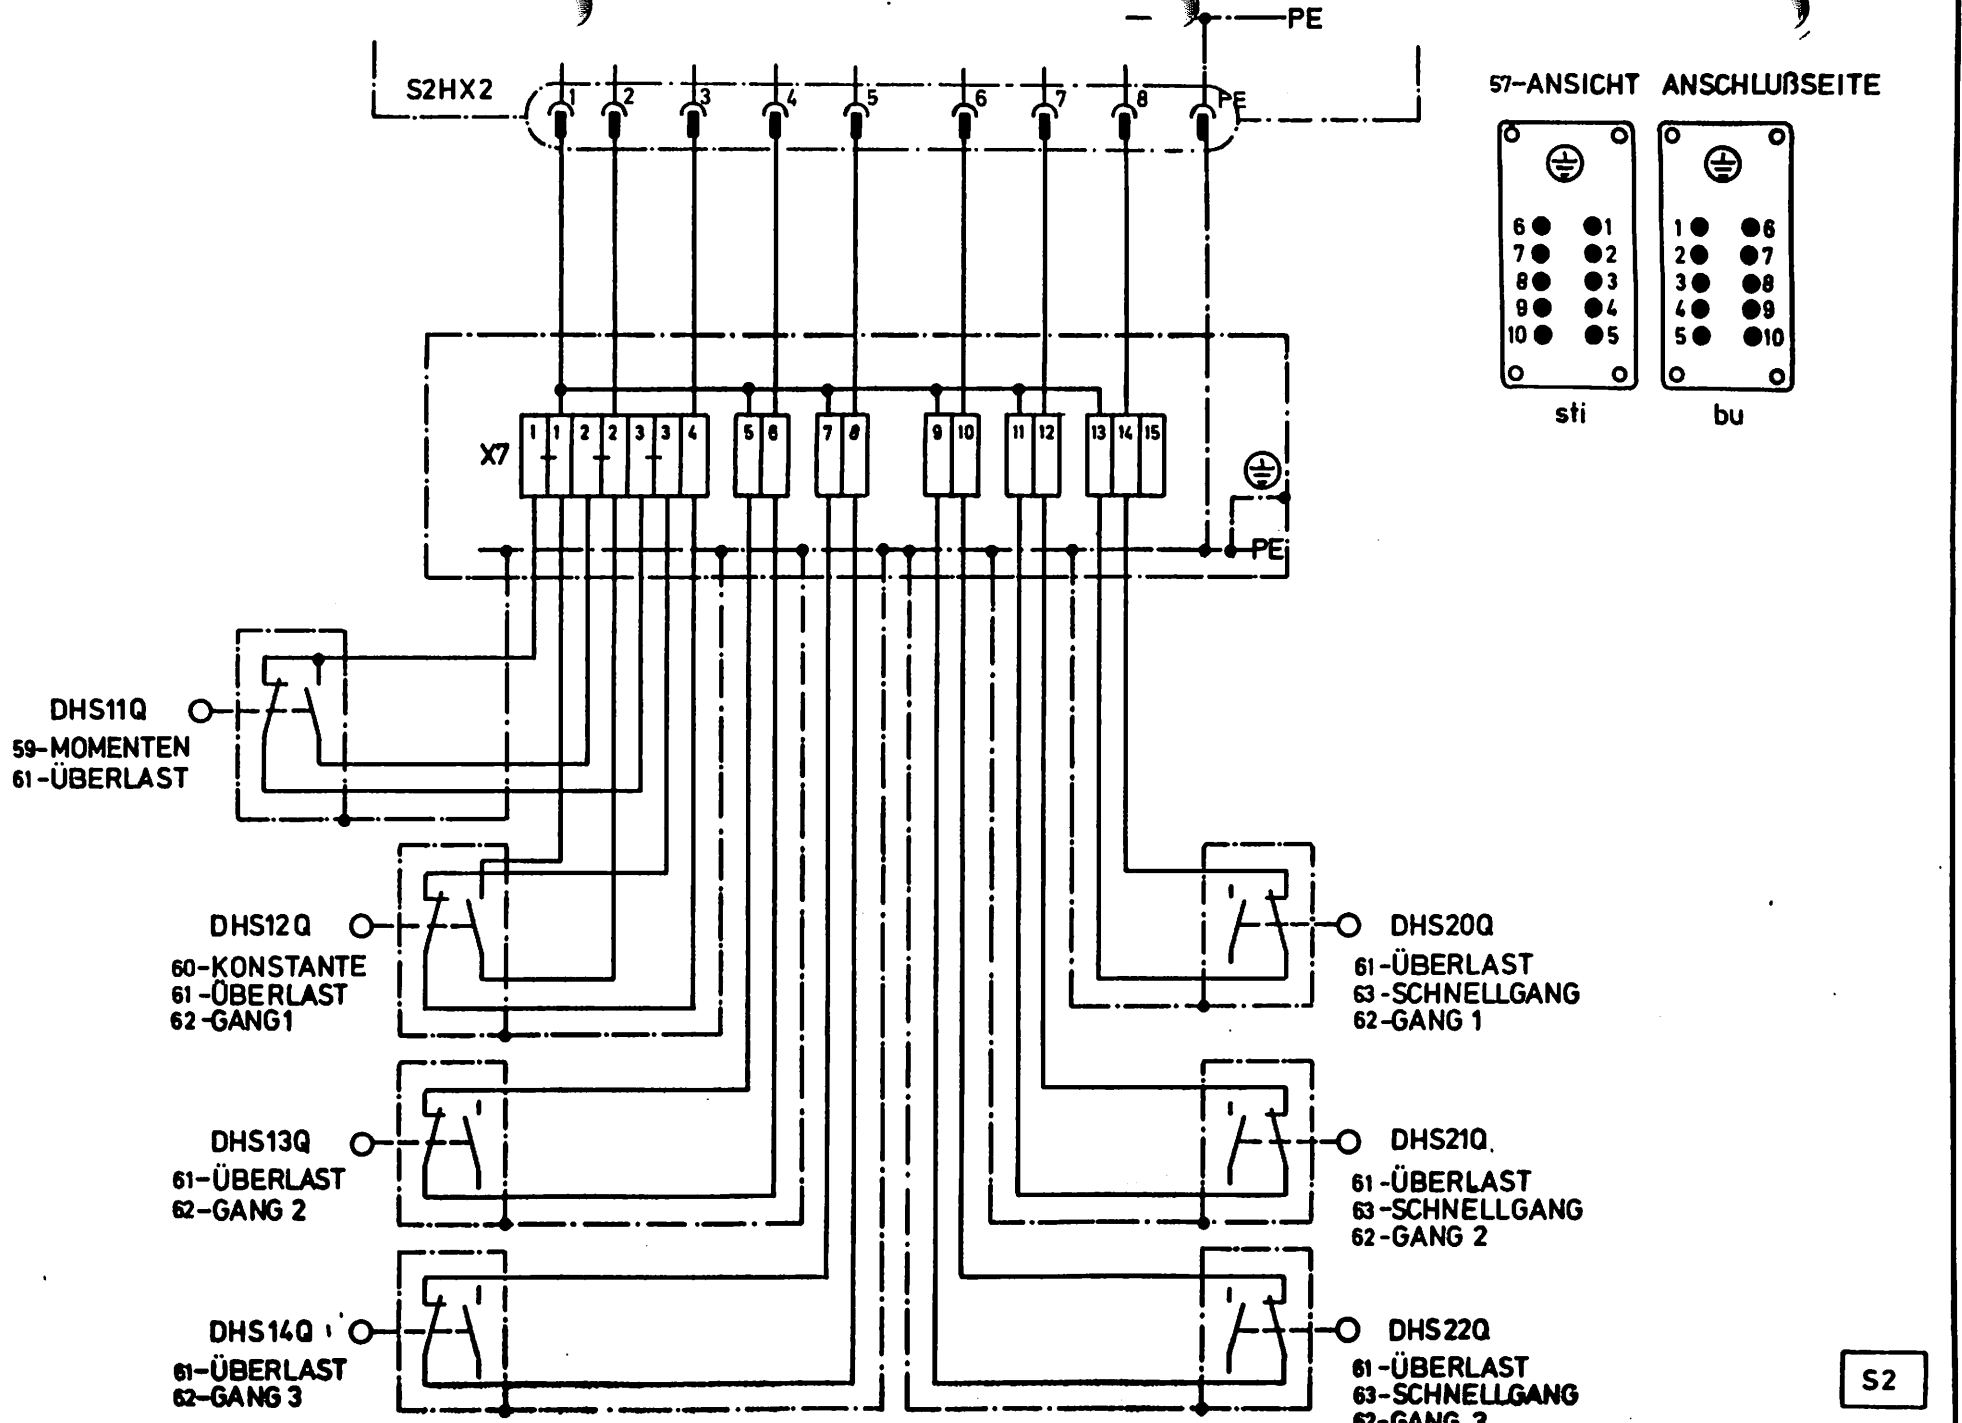 PE
S2HX2
1 2 3 4 5 6 7 8 PE
57-ANSICHT ANSCHLUßSEITE
6 1
7 2
8 3
9 4
10 5
sti
1 6
2 7
3 8
4 9
5 10
bu
X7
1 1 2 2 3 3 4 5 6 7 8 9 10 11 12 13 14 15
PE
DHS11Q
59-MOMENTEN
61-ÜBERLAST
DHS12Q
60-KONSTANTE
61-ÜBERLAST
62-GANG1
DHS13Q
61-ÜBERLAST
62-GANG 2
DHS14Q
61-ÜBERLAST
62-GANG 3
DHS20Q
61-ÜBERLAST
63-SCHNELLGANG
62-GANG 1
DHS21Q
61-ÜBERLAST
63-SCHNELLGANG
62-GANG 2
DHS22Q
61-ÜBERLAST
63-SCHNELLGANG
62-GANG 3
S2